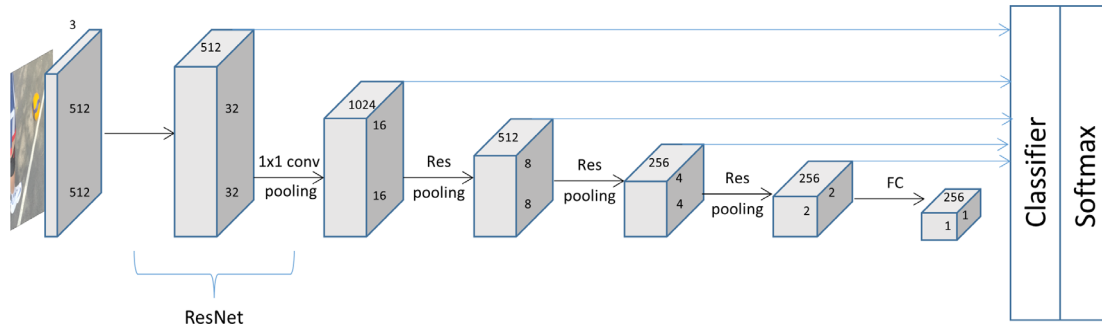 3
512
512
512
32
32
1x1 conv
pooling
1024
16
16
Res
pooling
512
8
8
Res
pooling
256
4
4
Res
pooling
256
2
2
FC
256
1
1
Classifier
Softmax
ResNet